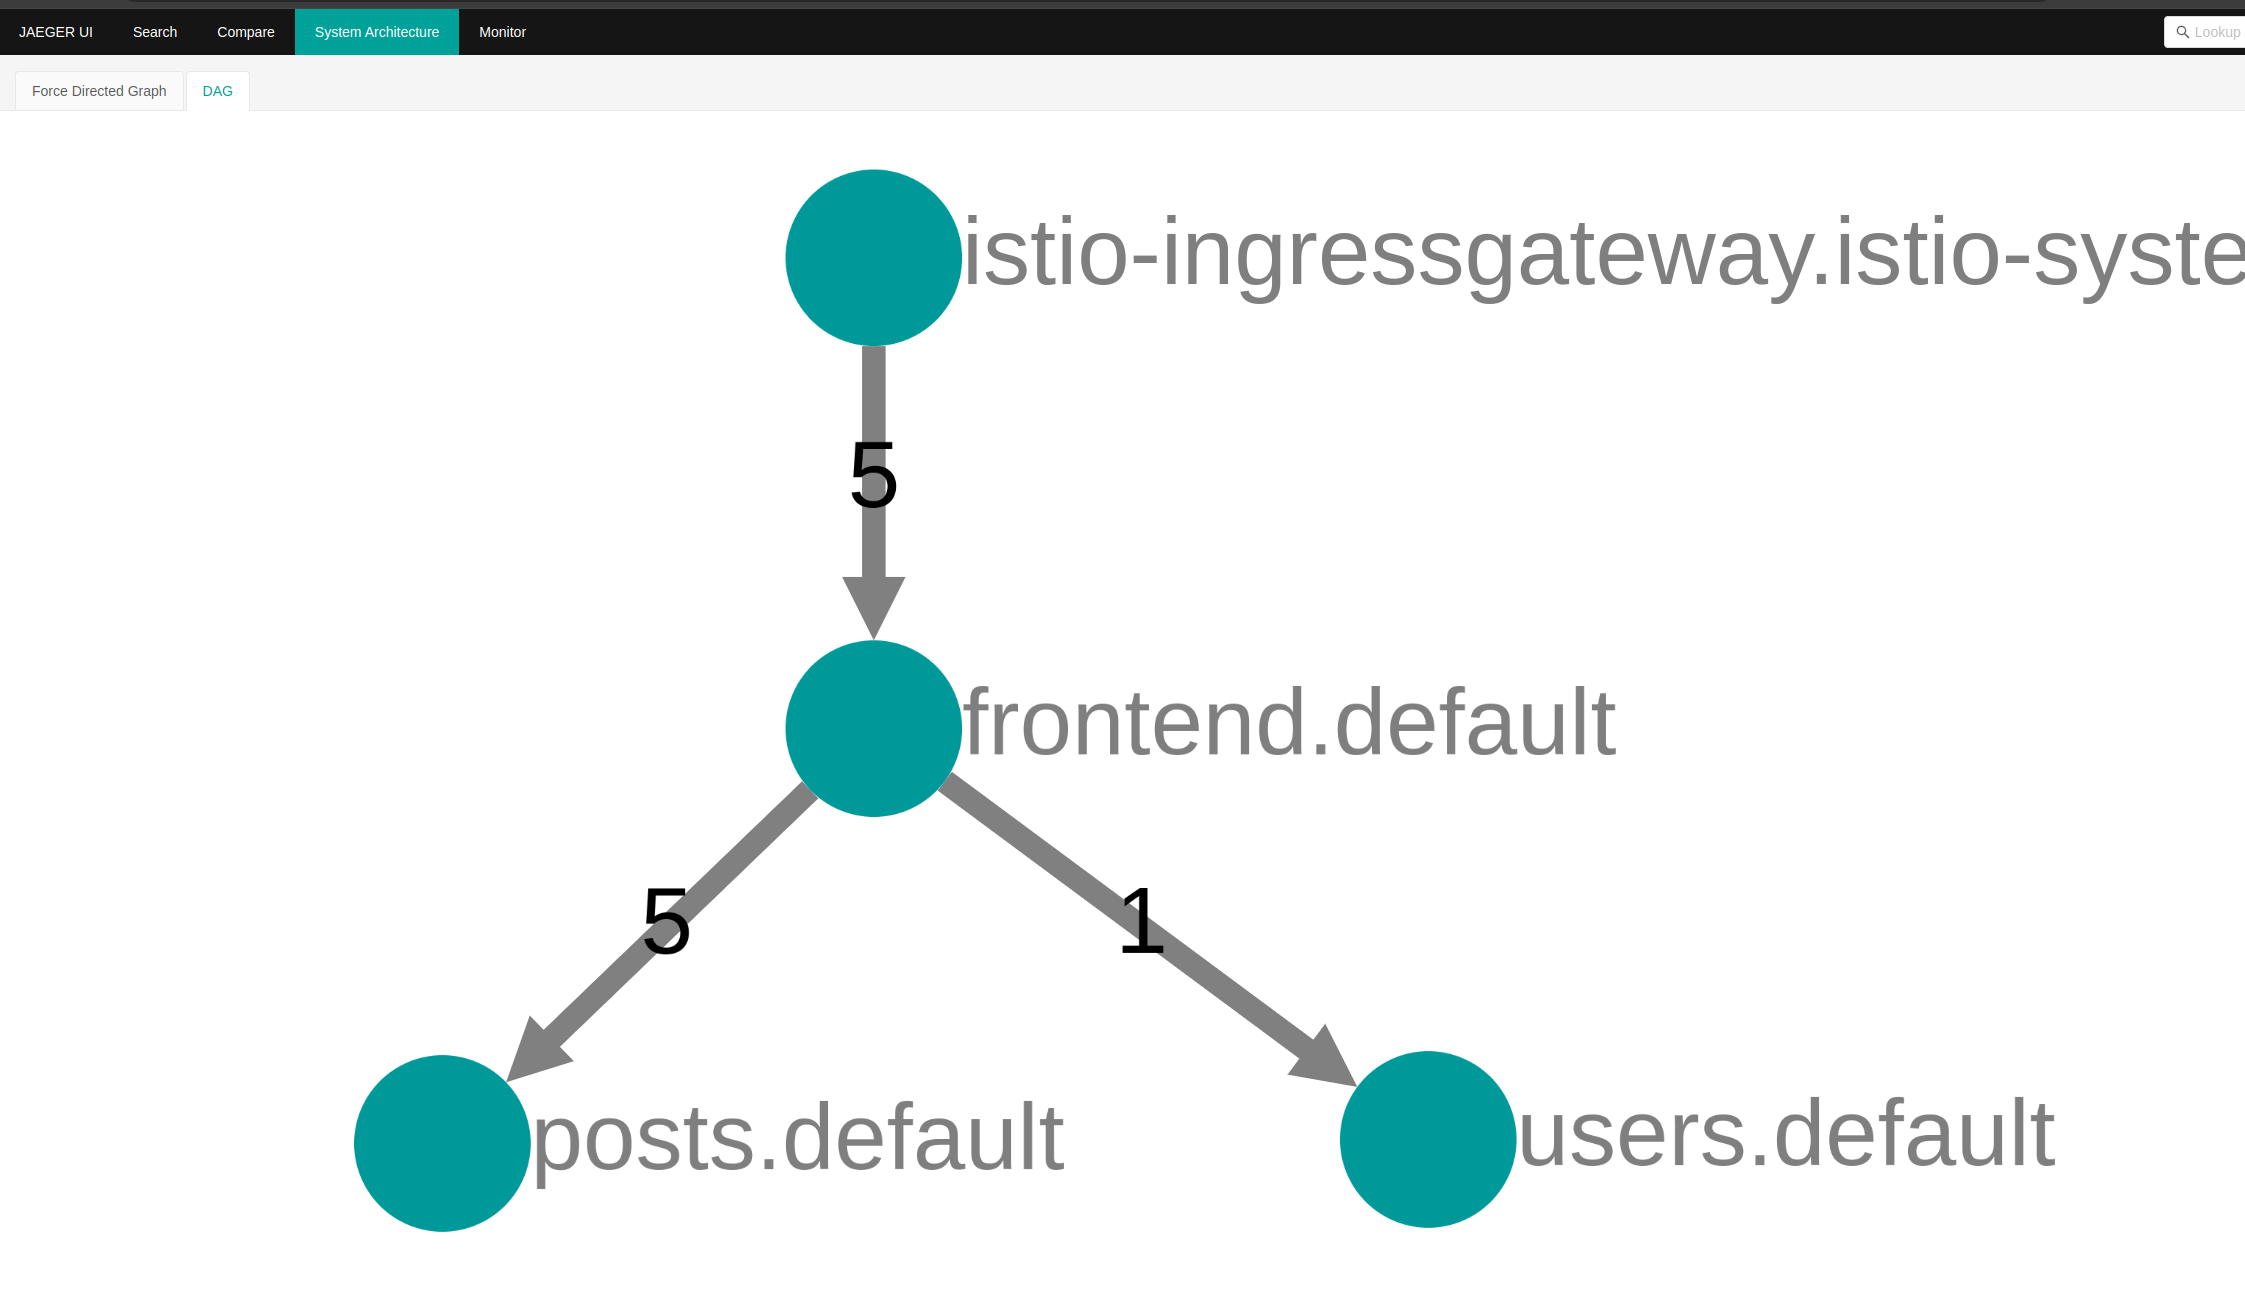 JAEGER UI Search Compare System Architecture Monitor Lookup
Force Directed Graph DAG
istio-ingressgateway.istio-syste
5
frontend.default
5 1
posts.default users.default